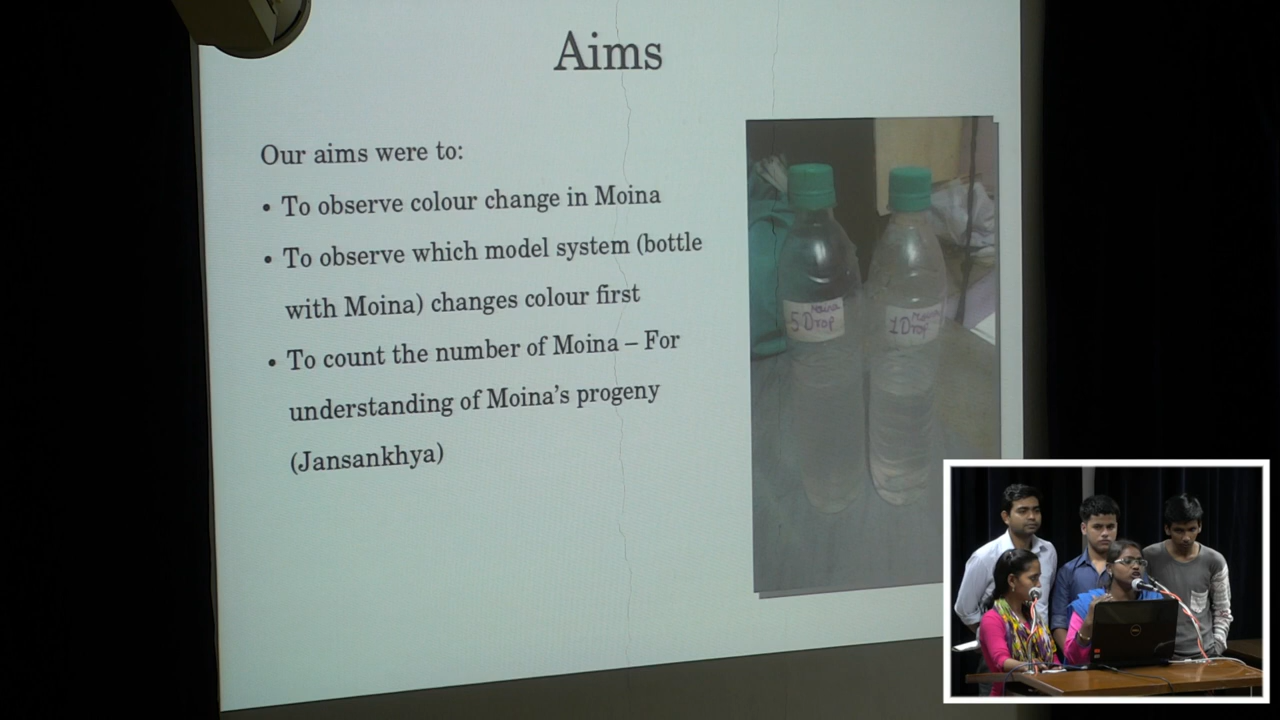 Aims
Our aims were to:
• To observe colour change in Moina
• To observe which model system (bottle
with Moina) changes colour first
• To count the number of Moina – For
understanding of Moina's progeny
(Jansankhya)
Moina
5 Drop
Moina
1 Drop